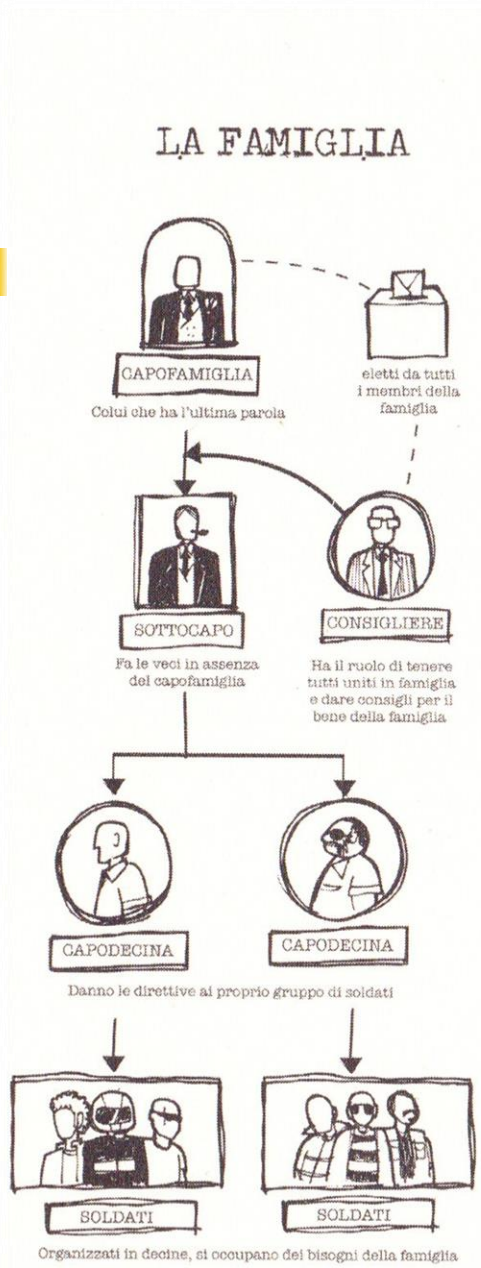 LA FAMIGLIA
CAPOFAMIGLIA
Colui che ha l'ultima parola
eletti da tutti
i membri della
famiglia
SOTTOCAPO
Fa le veci in assenza
del capofamiglia
CONSIGLIERE
Ha il ruolo di tenere
tutti uniti in famiglia
e dare consigli per il
bene della famiglia
CAPODECINA
CAPODECINA
Danno le direttive al proprio gruppo di soldati
SOLDATI
SOLDATI
Organizzati in decine, si occupano dei bisogni della famiglia